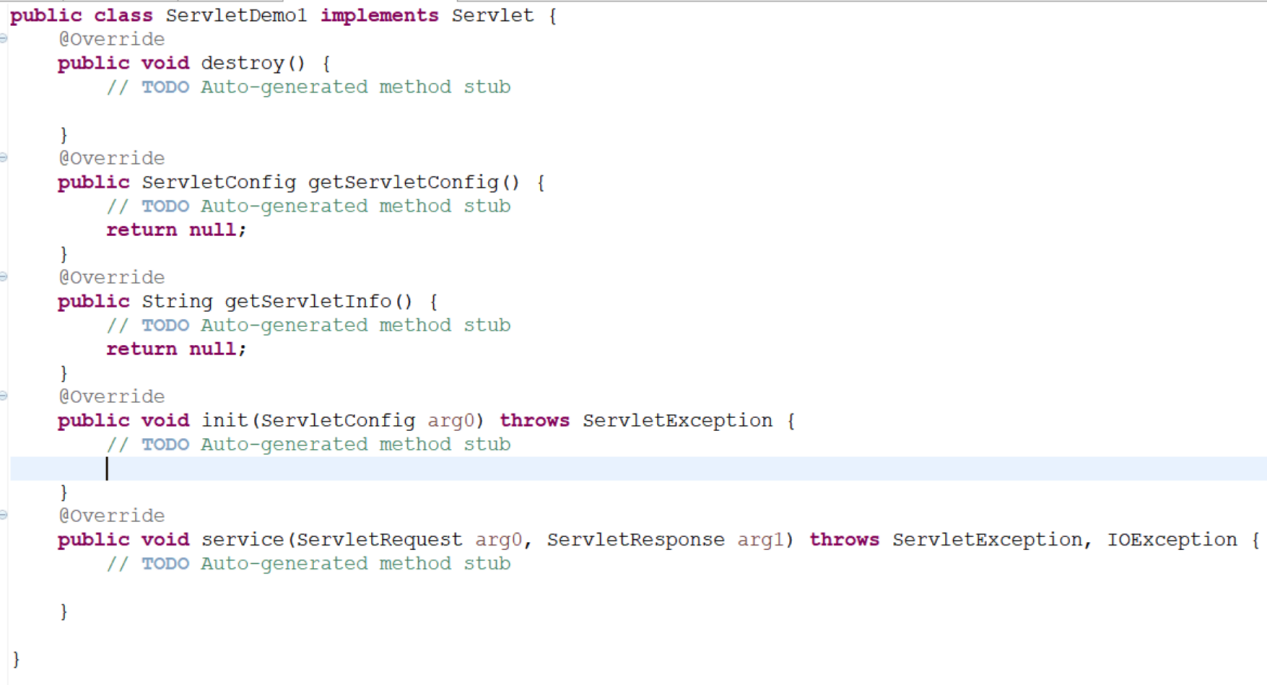 public class ServletDemo1 implements Servlet {
@Override
public void destroy() {
// TODO Auto-generated method stub
}
@Override
public ServletConfig getServletConfig() {
// TODO Auto-generated method stub
return null;
}
@Override
public String getServletInfo() {
// TODO Auto-generated method stub
return null;
}
@Override
public void init(ServletConfig arg0) throws ServletException {
// TODO Auto-generated method stub
}
@Override
public void service(ServletRequest arg0, ServletResponse arg1) throws ServletException, IOException {
// TODO Auto-generated method stub
}
}